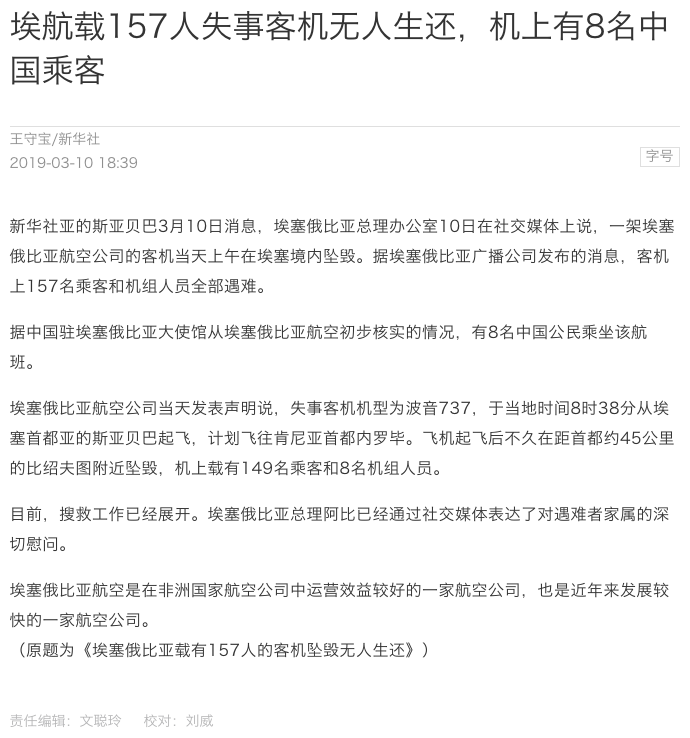 埃航载157人失事客机无人生还，机上有8名中
国乘客
王守宝/新华社
2019-03-10 18:39
字号
新华社亚的斯亚贝巴3月10日消息，埃塞俄比亚总理办公室10日在社交媒体上说，一架埃塞
俄比亚航空公司的客机当天上午在埃塞境内坠毁。据埃塞俄比亚广播公司发布的消息，客机
上157名乘客和机组人员全部遇难。
据中国驻埃塞俄比亚大使馆从埃塞俄比亚航空初步核实的情况，有8名中国公民乘坐该航
班。
埃塞俄比亚航空公司当天发表声明说，失事客机机型为波音737，于当地时间8时38分从埃
塞首都亚的斯亚贝巴起飞，计划飞往肯尼亚首都内罗毕。飞机起飞后不久在距首都约45公里
的比绍夫图附近坠毁，机上载有149名乘客和8名机组人员。
目前，搜救工作已经展开。埃塞俄比亚总理阿比已经通过社交媒体表达了对遇难者家属的深
切慰问。
埃塞俄比亚航空是在非洲国家航空公司中运营效益较好的一家航空公司，也是近年来发展较
快的一家航空公司。
（原题为《埃塞俄比亚载有157人的客机坠毁无人生还》）
责任编辑：文聪玲 校对：刘威